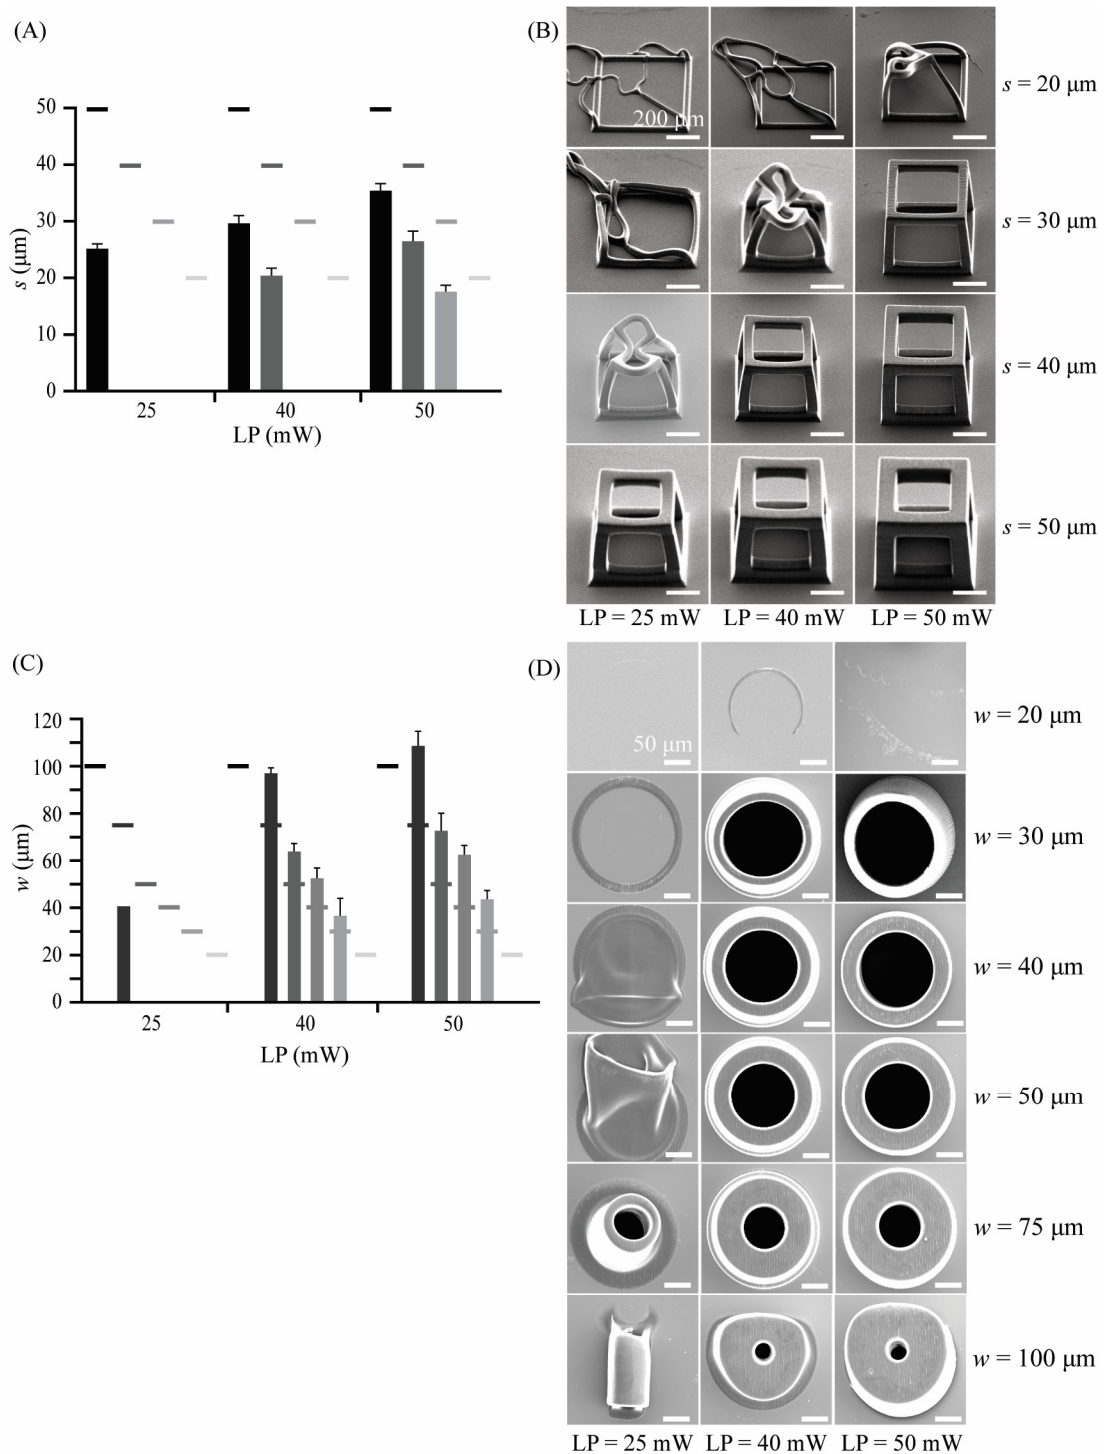 (A)
50
40
30
20
10
0
s (μm)
25 40 50
LP (mW)
(B)
200 μm
s = 20 μm
s = 30 μm
s = 40 μm
s = 50 μm
LP = 25 mW LP = 40 mW LP = 50 mW
(C)
120
100
80
60
40
20
0
w (μm)
25 40 50
LP (mW)
(D)
50 μm
w = 20 μm
w = 30 μm
w = 40 μm
w = 50 μm
w = 75 μm
w = 100 μm
LP = 25 mW LP = 40 mW LP = 50 mW